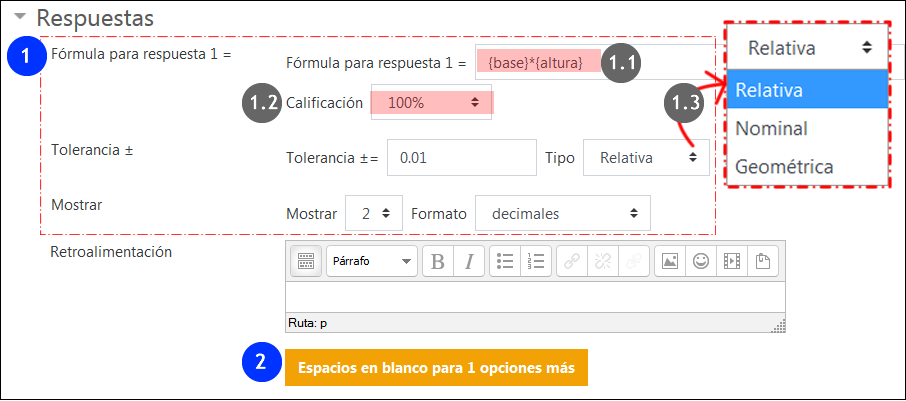 Respuestas
1
Fórmula para respuesta 1 =
Fórmula para respuesta 1 = {base}*{altura} 1.1
1.2 Calificación 100%
1.3
Relativa
Relativa
Nominal
Geométrica
Tolerancia ±
Tolerancia ±= 0.01 Tipo Relativa
Mostrar
Mostrar 2 Formato decimales
Retroalimentación
Párrafo B I
Ruta: p
2 Espacios en blanco para 1 opciones más